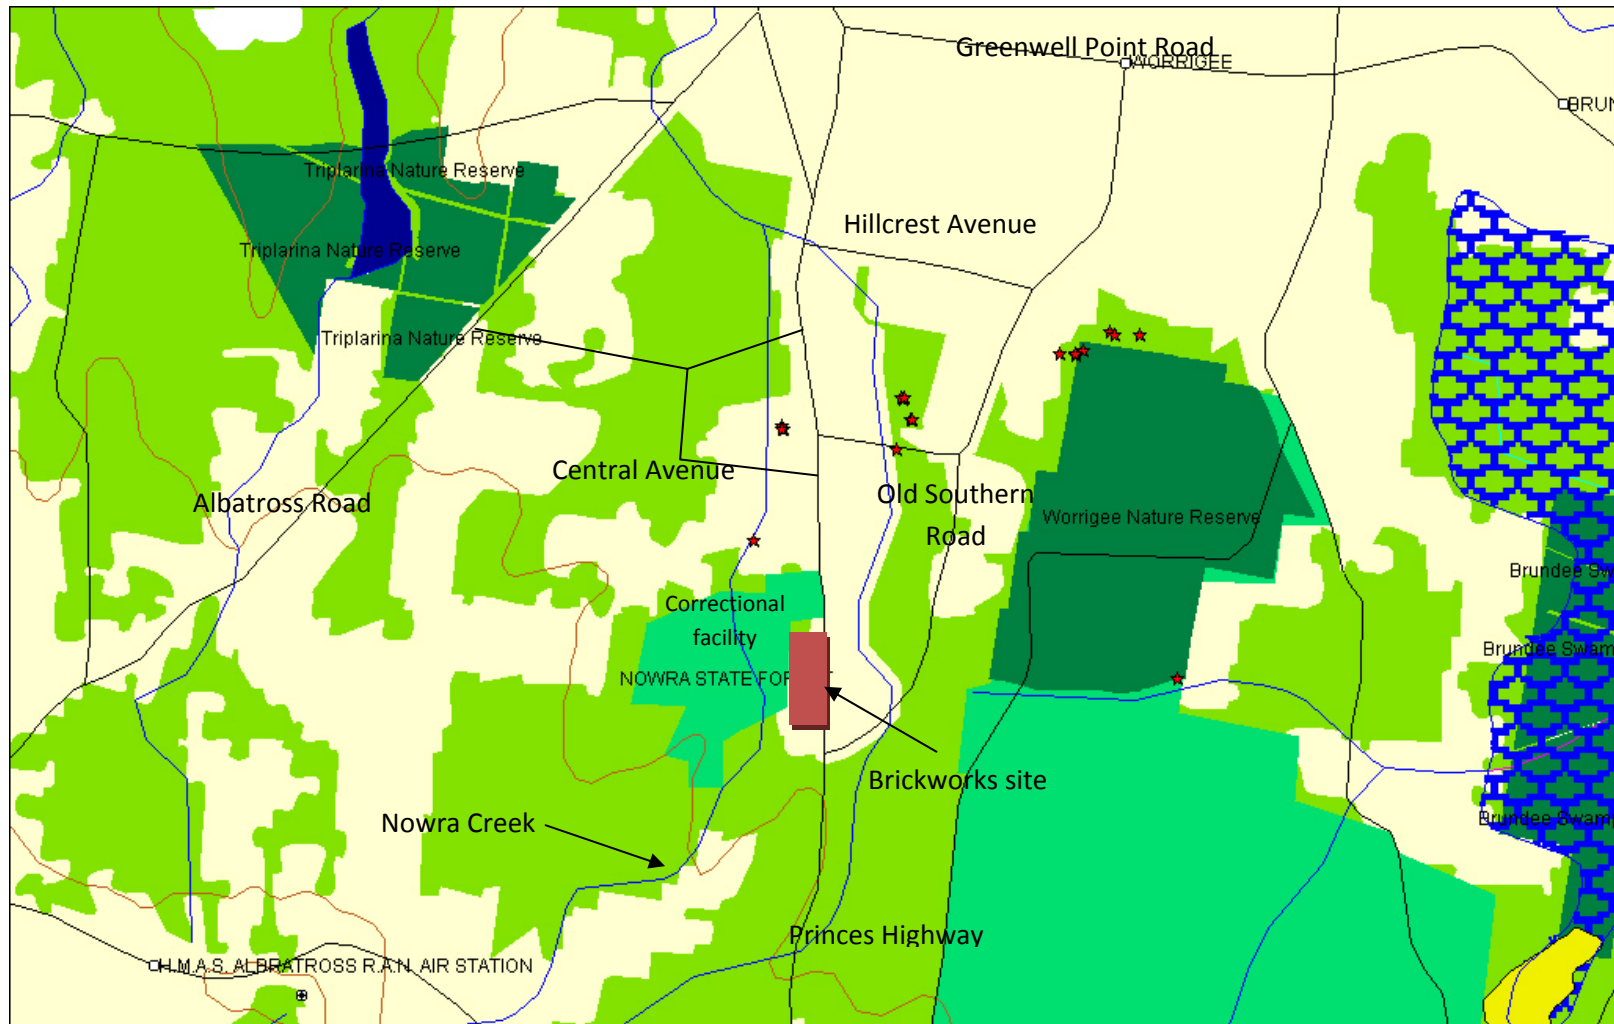 Greenwell Point Road
WORRIGEE
BRUN
Triplarina Nature Reserve
Hillcrest Avenue
Triplarina Nature Reserve
Triplarina Nature Reserve
Central Avenue
Albatross Road
Old Southern
Road
Worrigee Nature Reserve
Brundee Sw
Correctional
facility
Brundee Swam
NOWRA STATE FOR T
Brickworks site
Nowra Creek
Brundee Swamp
Princes Highway
H.M.A.S. ALBRATROSS R.A.N. AIR STATION